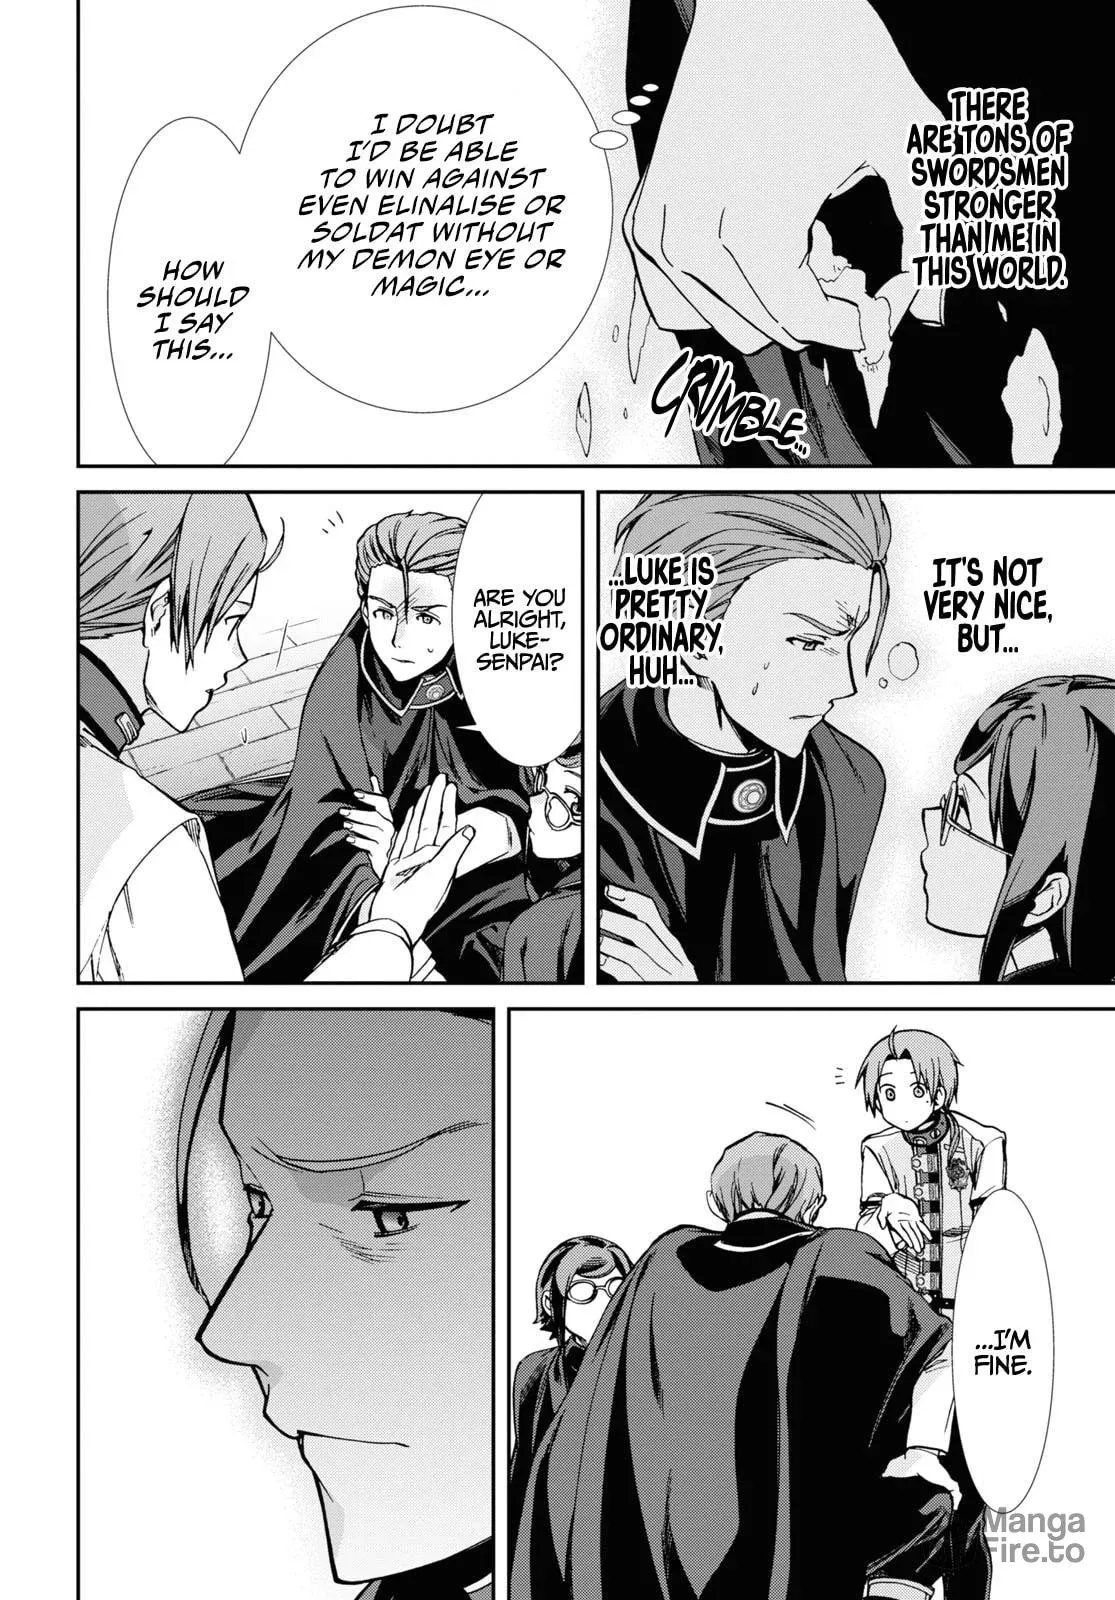 THERE
ARE TONS OF
SWORDSMEN
STRONGER
THAN ME IN
THIS WORLD.
I DOUBT
I'D BE ABLE
TO WIN AGAINST
EVEN ELINALISE OR
SOLDAT WITHOUT
MY DEMON EYE OR
MAGIC...
HOW
SHOULD
I SAY
THIS...
CRUMBLE...
IT'S NOT
VERY NICE,
BUT...
...LUKE IS
PRETTY
ORDINARY,
HUH...
ARE YOU
ALRIGHT,
LUKE-
SENPAI?
...I'M
FINE.
Manga
Fire.to